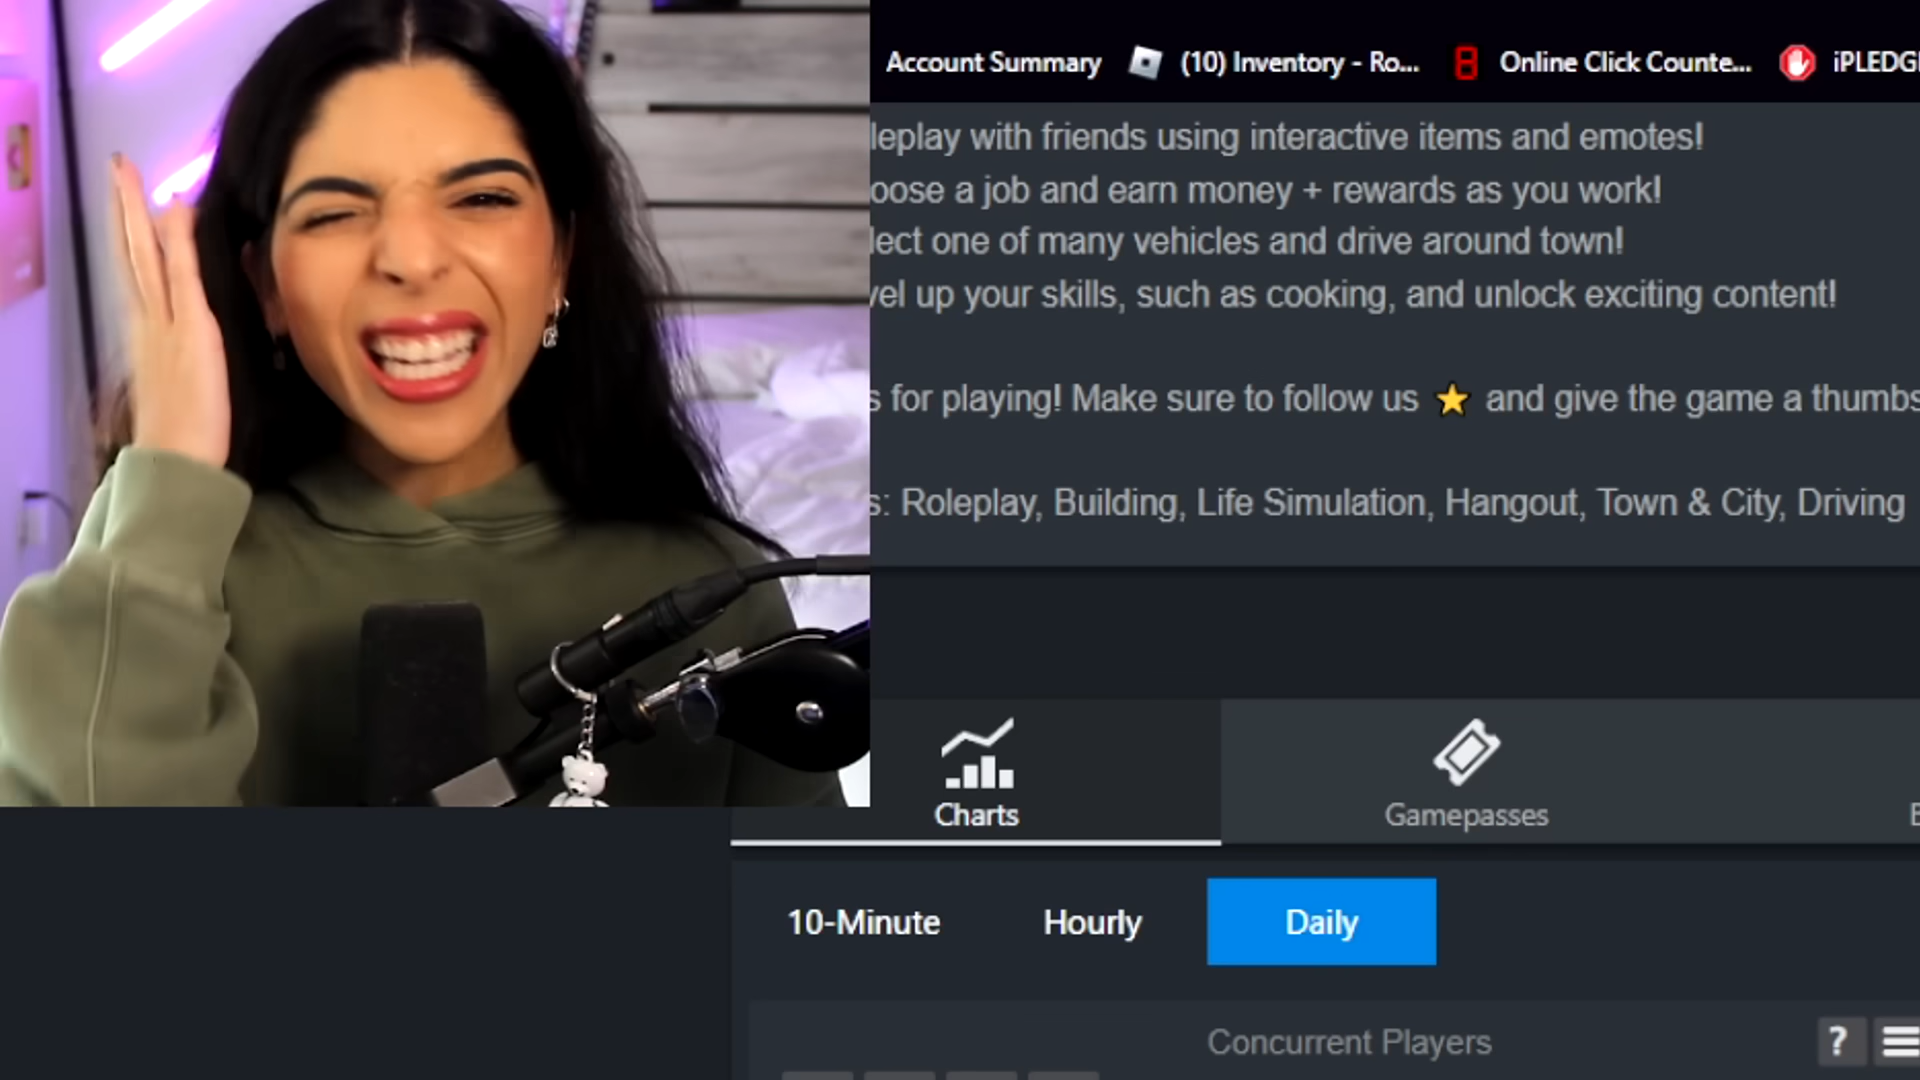 Account Summary (10) Inventory - Ro... Online Click Counte... iPLEDG
leplay with friends using interactive items and emotes!
oose a job and earn money + rewards as you work!
lect one of many vehicles and drive around town!
vel up your skills, such as cooking, and unlock exciting content!
s for playing! Make sure to follow us ⭐ and give the game a thumbs
s: Roleplay, Building, Life Simulation, Hangout, Town & City, Driving
Charts Gamepasses
10-Minute Hourly Daily
Concurrent Players ?